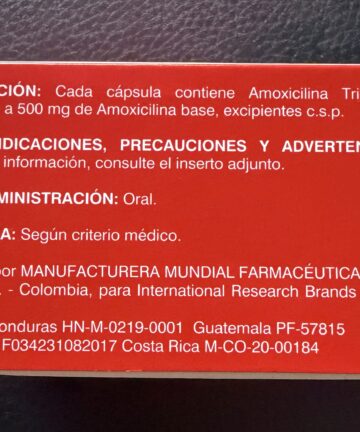 CIÓN: Cada cápsula contiene Amoxicilina Tri
a 500 mg de Amoxicilina base, excipientes c.s.p.
DICACIONES, PRECAUCIONES Y ADVERTEN
información, consulte el inserto adjunto.
MINISTRACIÓN: Oral.
A: Según criterio médico.
por MANUFACTURERA MUNDIAL FARMACÉUTICA
. - Colombia, para International Research Brands
onduras HN-M-0219-0001 Guatemala PF-57815
F034231082017 Costa Rica M-CO-20-00184